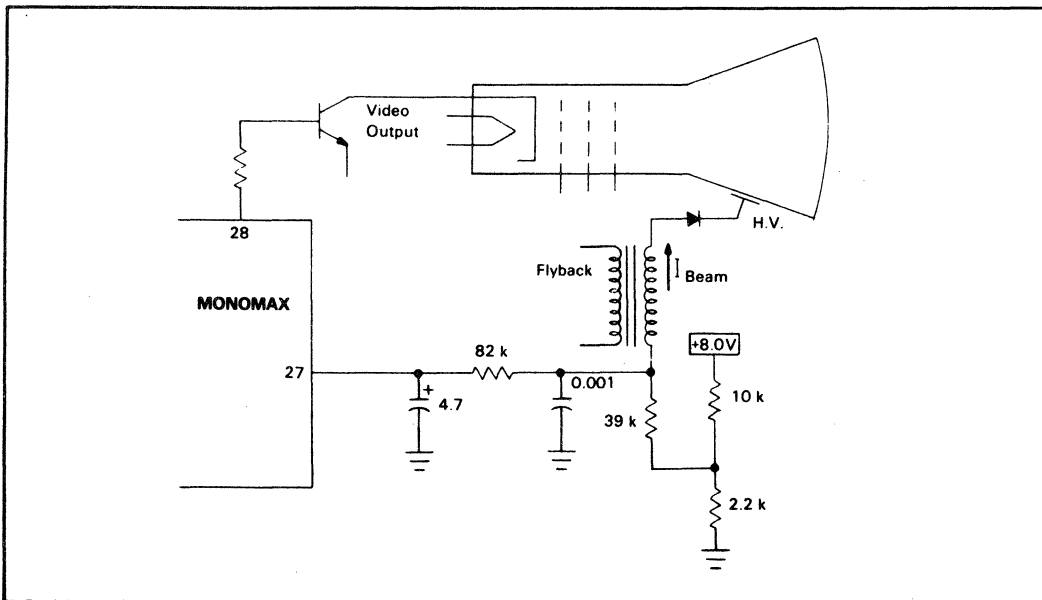 Video
Output
28
H.V.
Flyback
I Beam
MONOMAX
+8.0V
82 k
27
0.001
10 k
+
4.7
39 k
2.2 k